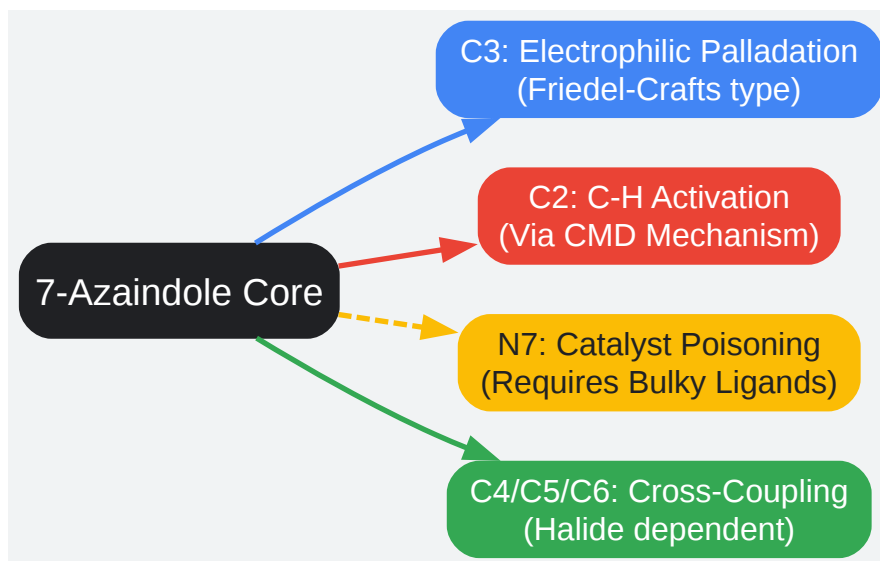 C3: Electrophilic Palladation
(Friedel-Crafts type)
C2: C-H Activation
(Via CMD Mechanism)
7-Azaindole Core
N7: Catalyst Poisoning
(Requires Bulky Ligands)
C4/C5/C6: Cross-Coupling
(Halide dependent)